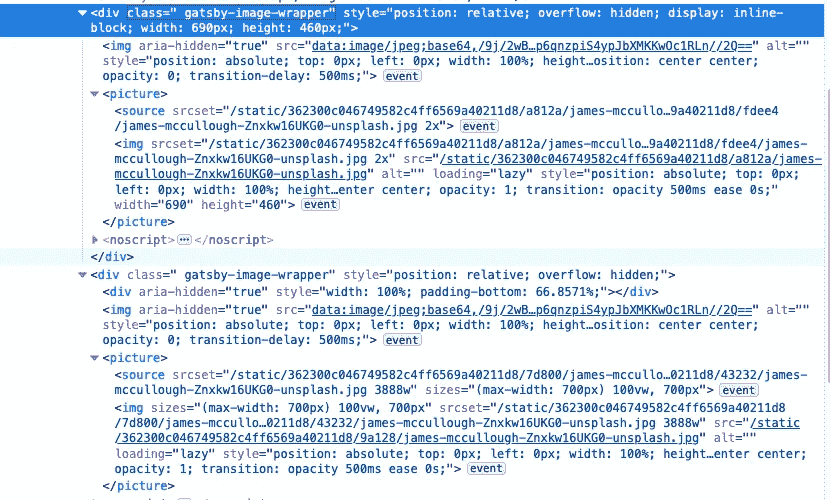 <div class=" gatsby-image-wrapper" style="position: relative; overflow: hidden; display: inline-
block; width: 690px; height: 460px;">
<img aria-hidden="true" src="data:image/jpeg;base64,/9j/2wB…p6qnzpiS4ypJbXMKKwOc1RLn//2Q==" alt=""
style="position: absolute; top: 0px; left: 0px; width: 100%; height…osition: center center;
opacity: 0; transition-delay: 500ms;"> event
<picture>
<source srcset="/static/362300c046749582c4ff6569a40211d8/a812a/james-mccullo…9a40211d8/fdee4
/james-mccullough-Znxkw16UKG0-unsplash.jpg 2x"> event
<img srcset="/static/362300c046749582c4ff6569a40211d8/a812a/james-mccullo…9a40211d8/fdee4/james-
mccullough-Znxkw16UKG0-unsplash.jpg 2x" src="/static/362300c046749582c4ff6569a40211d8/a812a/james-
mccullough-Znxkw16UKG0-unsplash.jpg" alt="" loading="lazy" style="position: absolute; top: 0px;
left: 0px; width: 100%; height…enter center; opacity: 1; transition: opacity 500ms ease 0s;"
width="690" height="460"> event
</picture>
<noscript> … </noscript>
</div>
<div class=" gatsby-image-wrapper" style="position: relative; overflow: hidden;">
<div aria-hidden="true" style="width: 100%; padding-bottom: 66.8571%;"></div>
<img aria-hidden="true" src="data:image/jpeg;base64,/9j/2wB…p6qnzpiS4ypJbXMKKwOc1RLn//2Q==" alt=""
style="position: absolute; top: 0px; left: 0px; width: 100%; height…osition: center center;
opacity: 0; transition-delay: 500ms;"> event
<picture>
<source srcset="/static/362300c046749582c4ff6569a40211d8/7d800/james-mccullo…0211d8/43232/james-
mccullough-Znxkw16UKG0-unsplash.jpg 3888w" sizes="(max-width: 700px) 100vw, 700px"> event
<img sizes="(max-width: 700px) 100vw, 700px" srcset="/static/362300c046749582c4ff6569a40211d8
/7d800/james-mccullo…0211d8/43232/james-mccullough-Znxkw16UKG0-unsplash.jpg 3888w" src="/static
/362300c046749582c4ff6569a40211d8/9a128/james-mccullough-Znxkw16UKG0-unsplash.jpg" alt=""
loading="lazy" style="position: absolute; top: 0px; left: 0px; width: 100%; height…enter center;
opacity: 1; transition: opacity 500ms ease 0s;"> event
</picture>